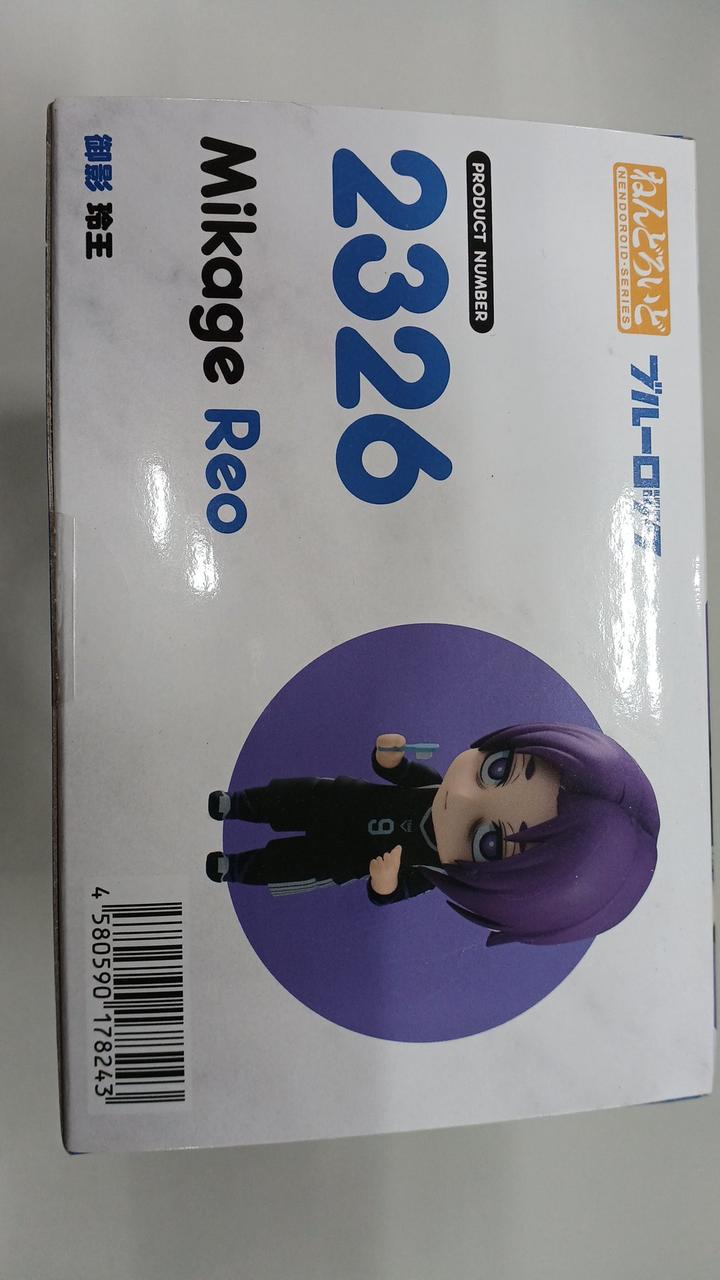 ねんどろいど
NENDOROID・SERIES
ブルーロック
PRODUCT NUMBER
2326
Mikage Reo
御影 玲王
9
4 580590 178243